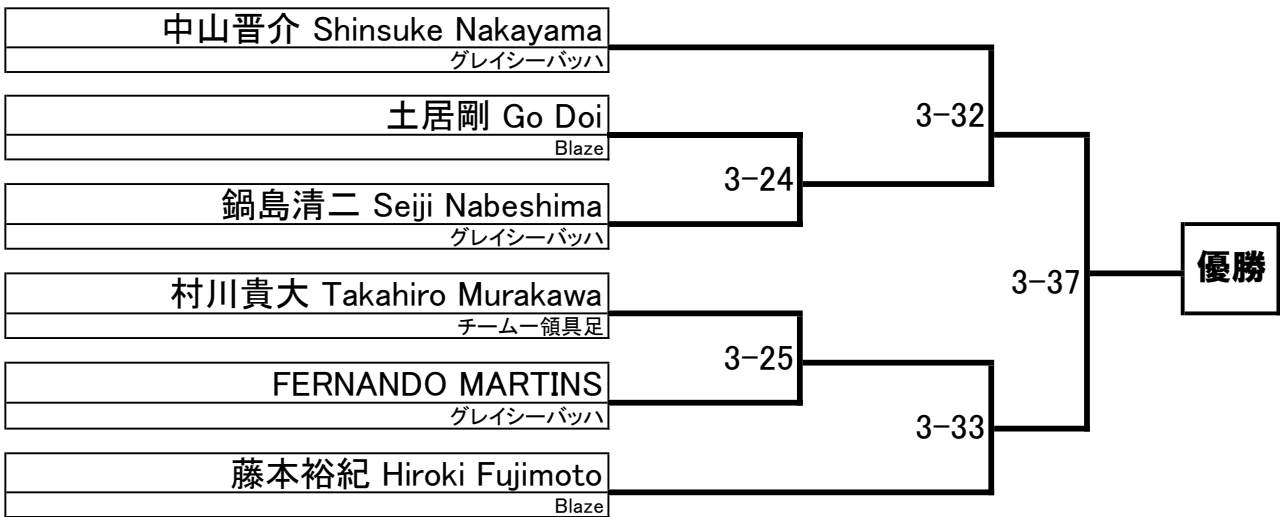 中山晋介 Shinsuke Nakayama
グレイシーバッハ
土居剛 Go Doi
Blaze
鍋島清二 Seiji Nabeshima
グレイシーバッハ
村川貴大 Takahiro Murakawa
チーム一領具足
FERNANDO MARTINS
グレイシーバッハ
藤本裕紀 Hiroki Fujimoto
Blaze
3-24
3-25
3-32
3-33
3-37
優勝